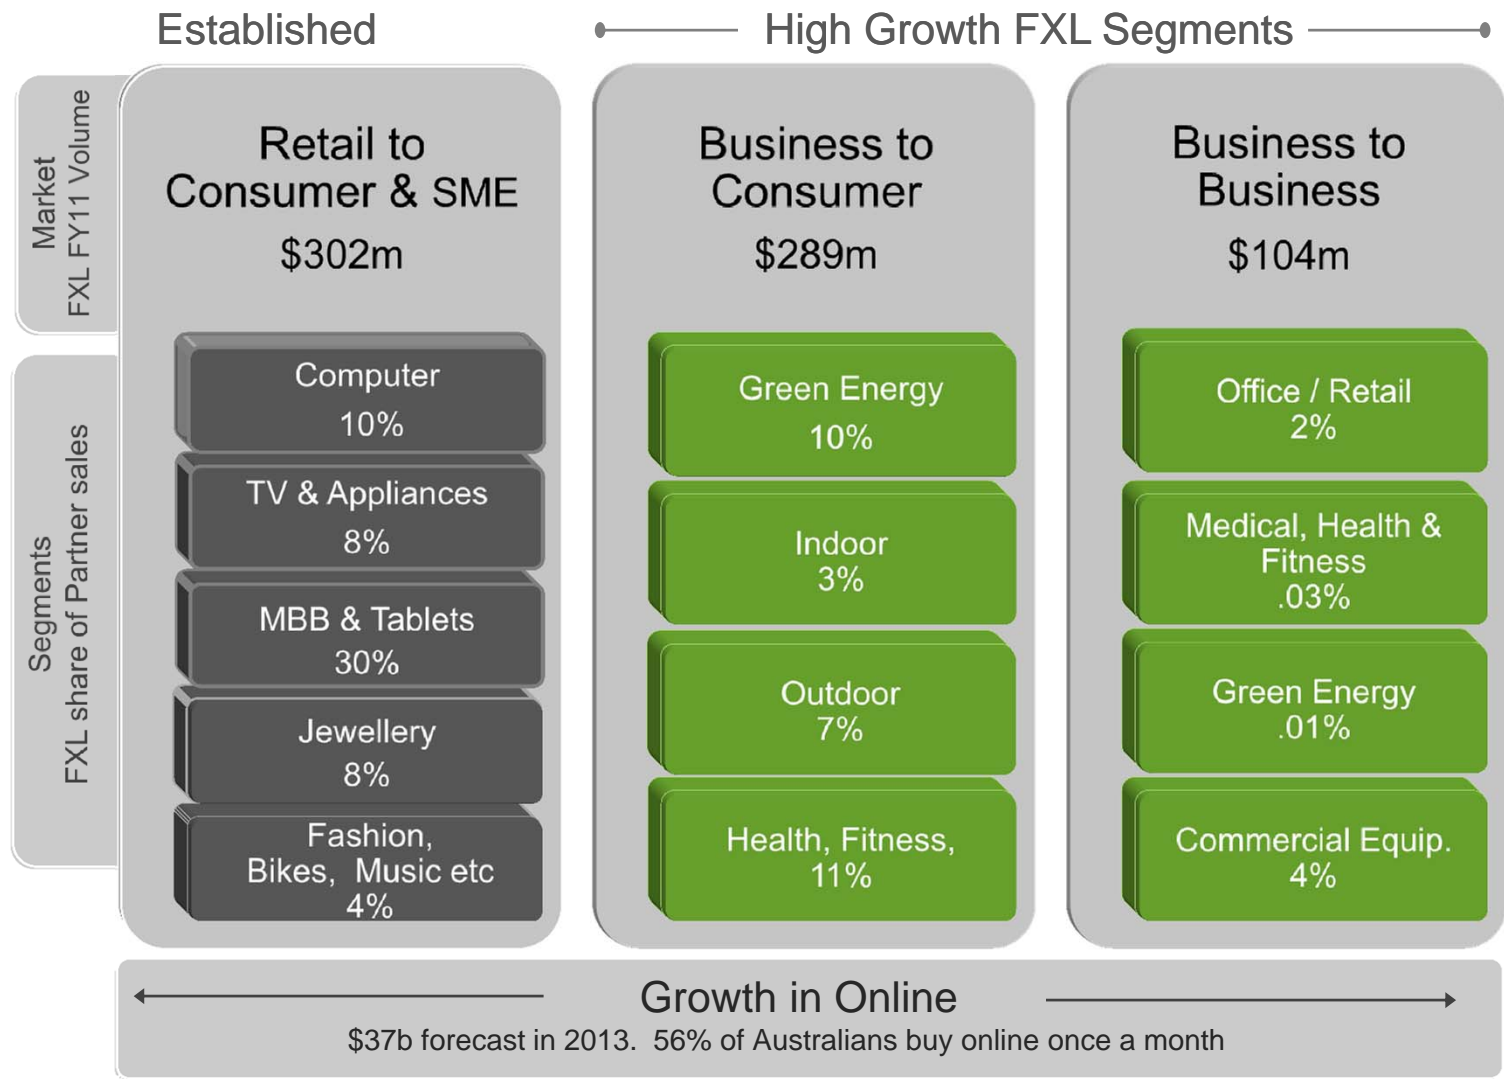 Established
High Growth FXL Segments
Market
FXL FY11 Volume
Retail to
Consumer & SME
$302m
Business to
Consumer
$289m
Business to
Business
$104m
Segments
FXL share of Partner sales
Computer
10%
TV & Appliances
8%
MBB & Tablets
30%
Jewellery
8%
Fashion,
Bikes, Music etc
4%
Green Energy
10%
Indoor
3%
Outdoor
7%
Health, Fitness,
11%
Office / Retail
2%
Medical, Health &
Fitness
.03%
Green Energy
.01%
Commercial Equip.
4%
Growth in Online
$37b forecast in 2013. 56% of Australians buy online once a month